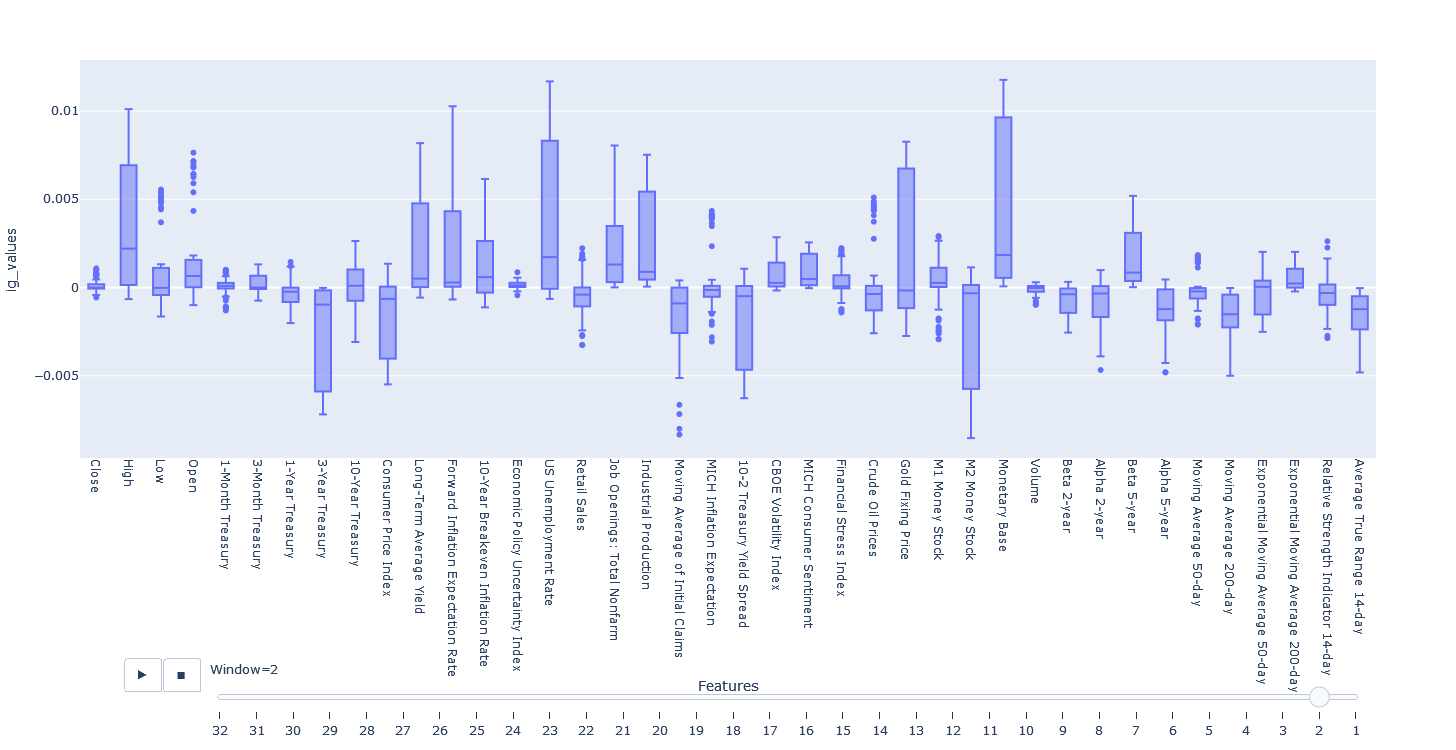 ig_values
0.01
0.005
0
−0.005
Close
High
Low
Open
1-Month Treasury
3-Month Treasury
1-Year Treasury
3-Year Treasury
10-Year Treasury
Consumer Price Index
Long-Term Average Yield
Forward Inflation Expectation Rate
10-Year Breakeven Inflation Rate
Economic Policy Uncertainty Index
US Unemployment Rate
Retail Sales
Job Openings: Total Nonfarm
Industrial Production
Moving Average of Initial Claims
MICH Inflation Expectation
10-2 Treasury Yield Spread
CBOE Volatility Index
MICH Consumer Sentiment
Financial Stress Index
Crude Oil Prices
Gold Fixing Price
M1 Money Stock
M2 Money Stock
Monetary Base
Volume
Beta 2-year
Alpha 2-year
Beta 5-year
Alpha 5-year
Moving Average 50-day
Moving Average 200-day
Exponential Moving Average 50-day
Exponential Moving Average 200-day
Relative Strength Indicator 14-day
Average True Range 14-day
Window=2
Features
32 31 30 29 28 27 26 25 24 23 22 21 20 19 18 17 16 15 14 13 12 11 10 9 8 7 6 5 4 3 2 1